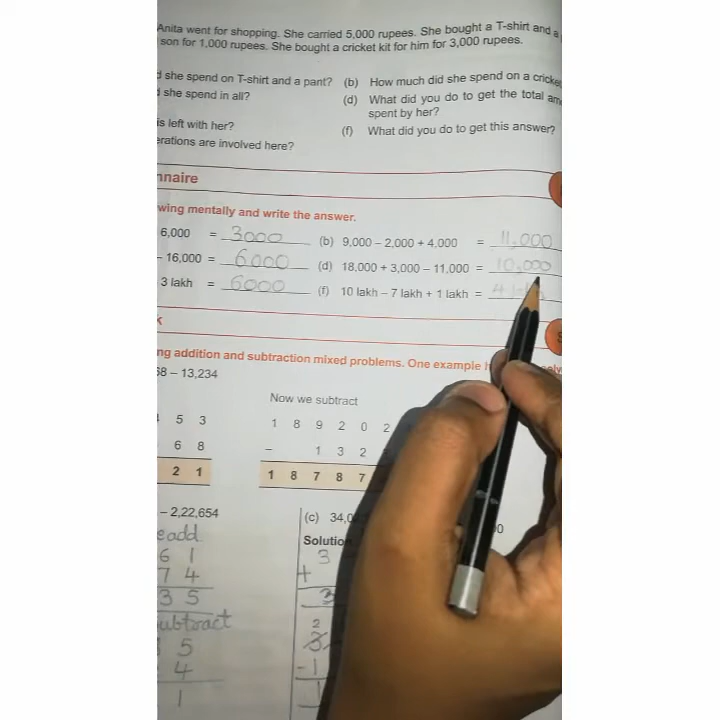 Anita went for shopping. She carried 5,000 rupees. She bought a T-shirt and a
son for 1,000 rupees. She bought a cricket kit for him for 3,000 rupees.
she spend on T-shirt and a pant? (b) How much did she spend on a
she spend in all? (d) What did you do to get the total
spent by her?
is left with her? (f) What did you do to get this answer?
are involved here?
mentally and write the answer.
6,000 = 3000 (b) 9,000 – 2,000 + 4,000 = 11,000
– 16,000 = 6000 (d) 18,000 + 3,000 – 11,000 = 10,000
3 lakh = 6000 (f) 10 lakh – 7 lakh + 1 lakh = 4
addition and subtraction mixed problems. One example
68 – 13,234
Now we subtract
5 3 1 8 9 2 0 2
6 8 – 1 3 2
2 1 1 8 7 8 7
– 2,22,654 (c) 34,0
add Solution
6 1 3
7 4 +
3 5 3
2
5 3
4 –1
1 1